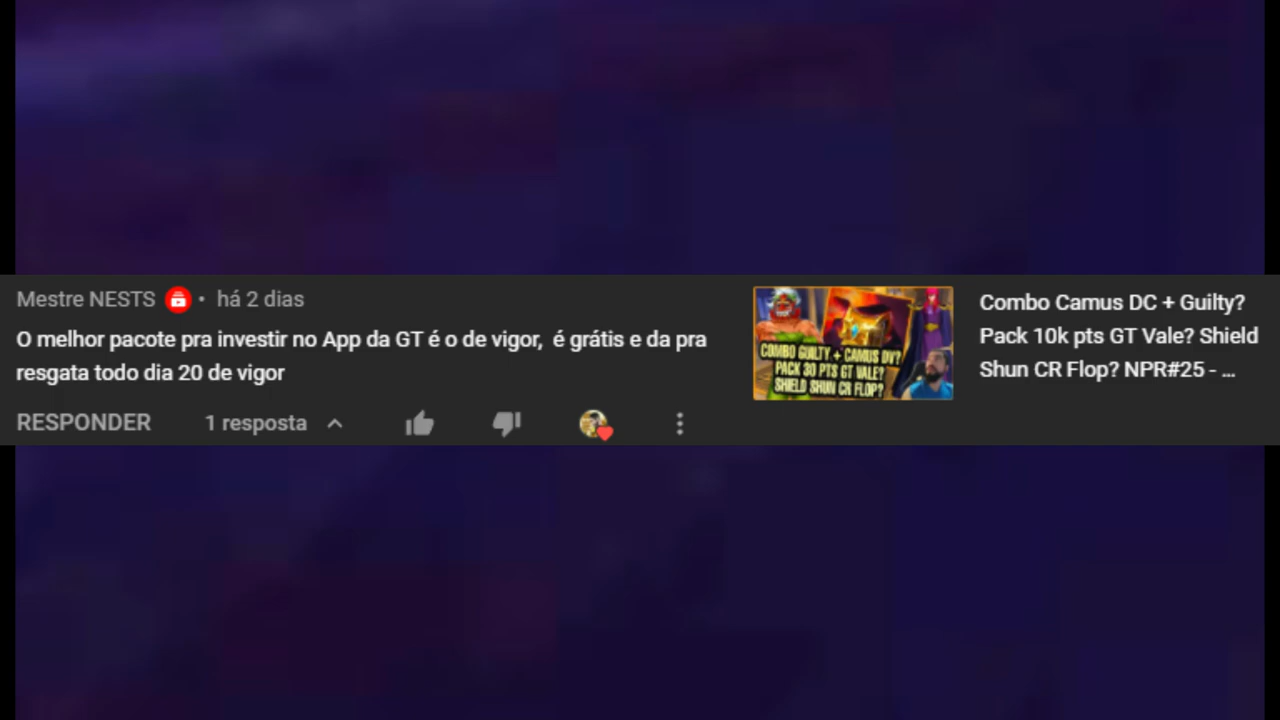 Mestre NESTS • há 2 dias
O melhor pacote pra investir no App da GT é o de vigor,  é grátis e da pra
resgata todo dia 20 de vigor
RESPONDER 1 resposta
COMBO GUILTY + CAMUS DV?
PACK 30 PTS GT VALE?
SHIELD SHUN CR FLOP?
Combo Camus DC + Guilty?
Pack 10k pts GT Vale? Shield
Shun CR Flop? NPR#25 - ...